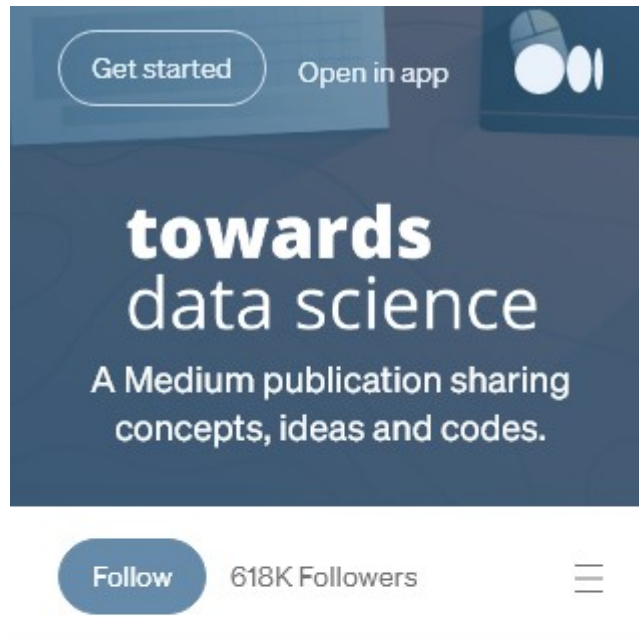 Get started Open in app
towards
data science
A Medium publication sharing
concepts, ideas and codes.
Follow 618K Followers